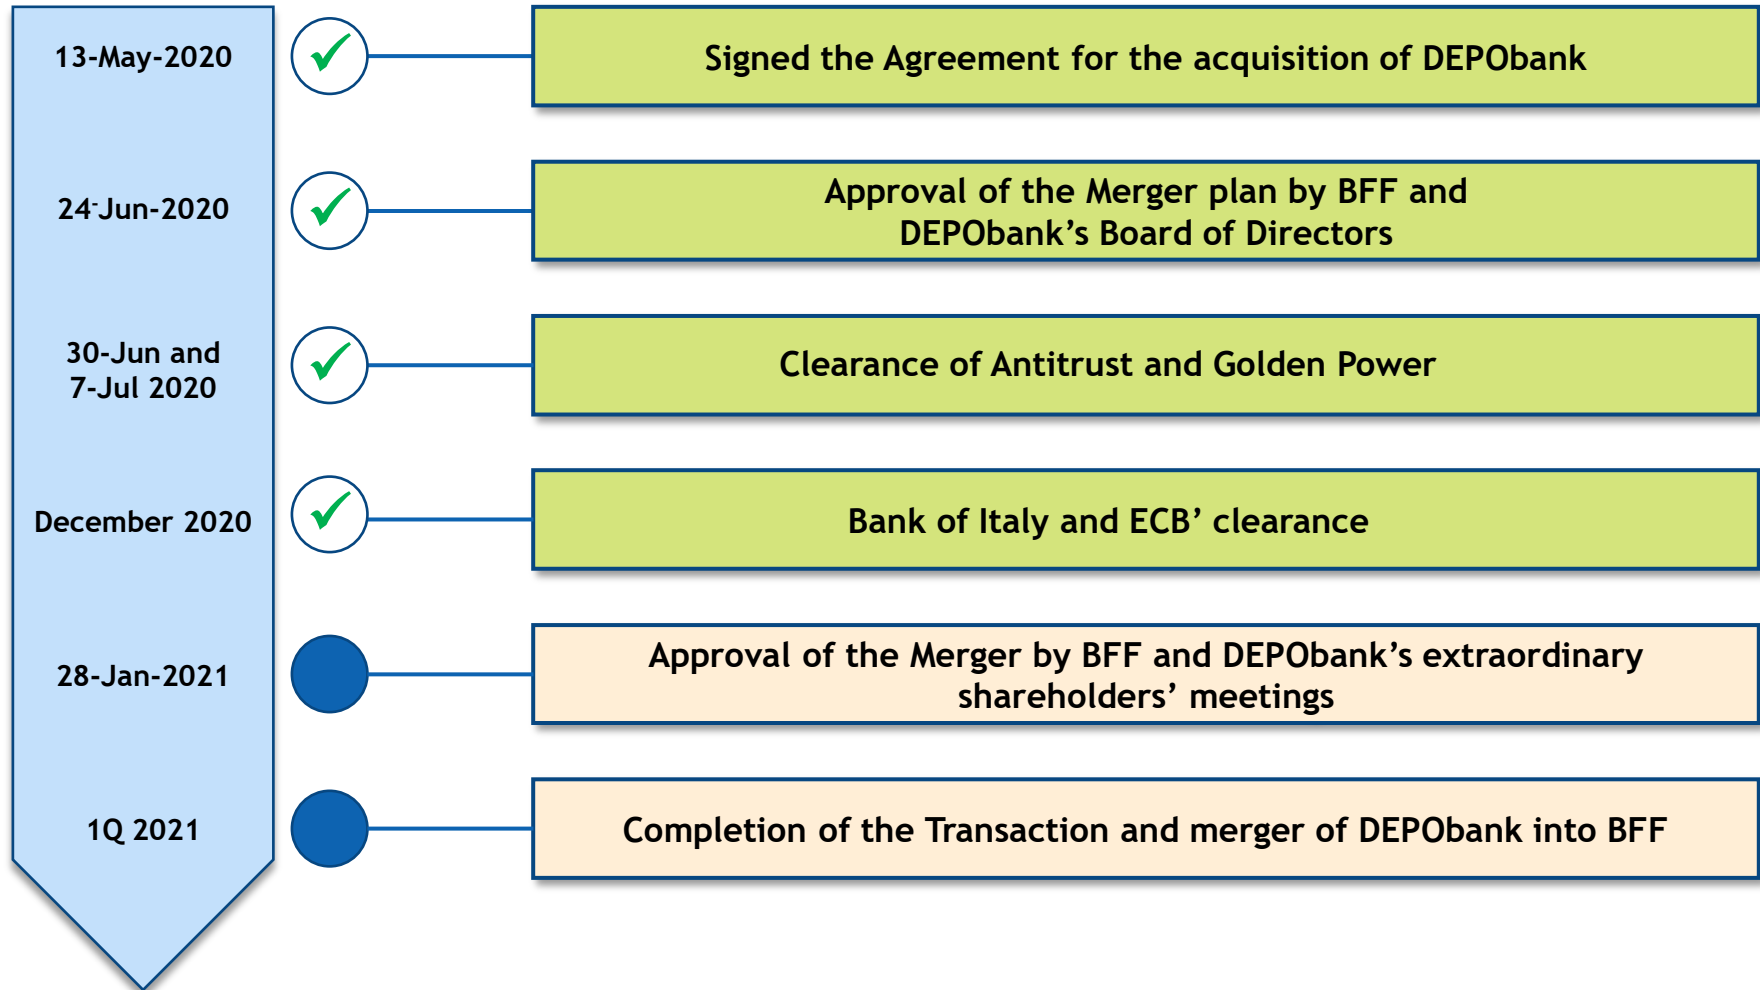 13-May-2020
Signed the Agreement for the acquisition of DEPObank
24-Jun-2020
Approval of the Merger plan by BFF and
DEPObank’s Board of Directors
30-Jun and
7-Jul 2020
Clearance of Antitrust and Golden Power
December 2020
Bank of Italy and ECB’ clearance
28-Jan-2021
Approval of the Merger by BFF and DEPObank’s extraordinary
shareholders’ meetings
1Q 2021
Completion of the Transaction and merger of DEPObank into BFF